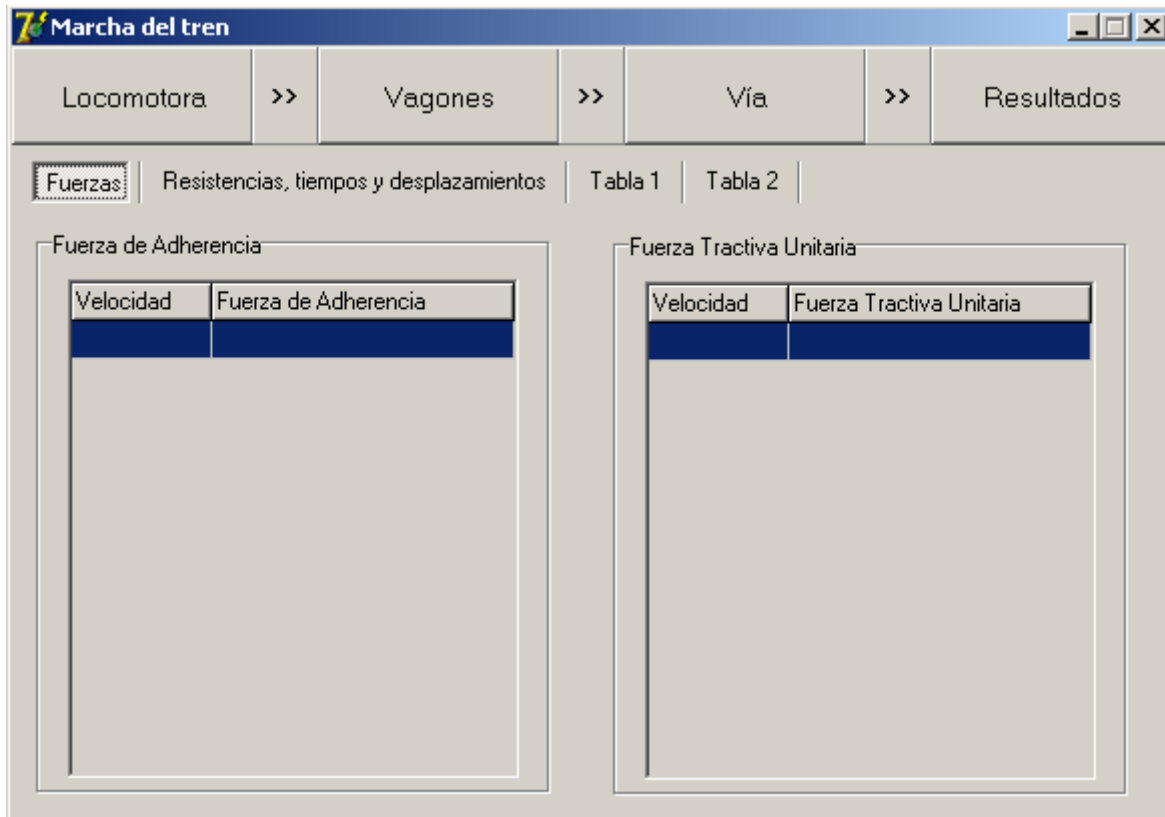 Marcha del tren
Locomotora >> Vagones >> Vía >> Resultados
Fuerzas Resistencias, tiempos y desplazamientos Tabla 1 Tabla 2
Fuerza de Adherencia
Velocidad Fuerza de Adherencia
Fuerza Tractiva Unitaria
Velocidad Fuerza Tractiva Unitaria